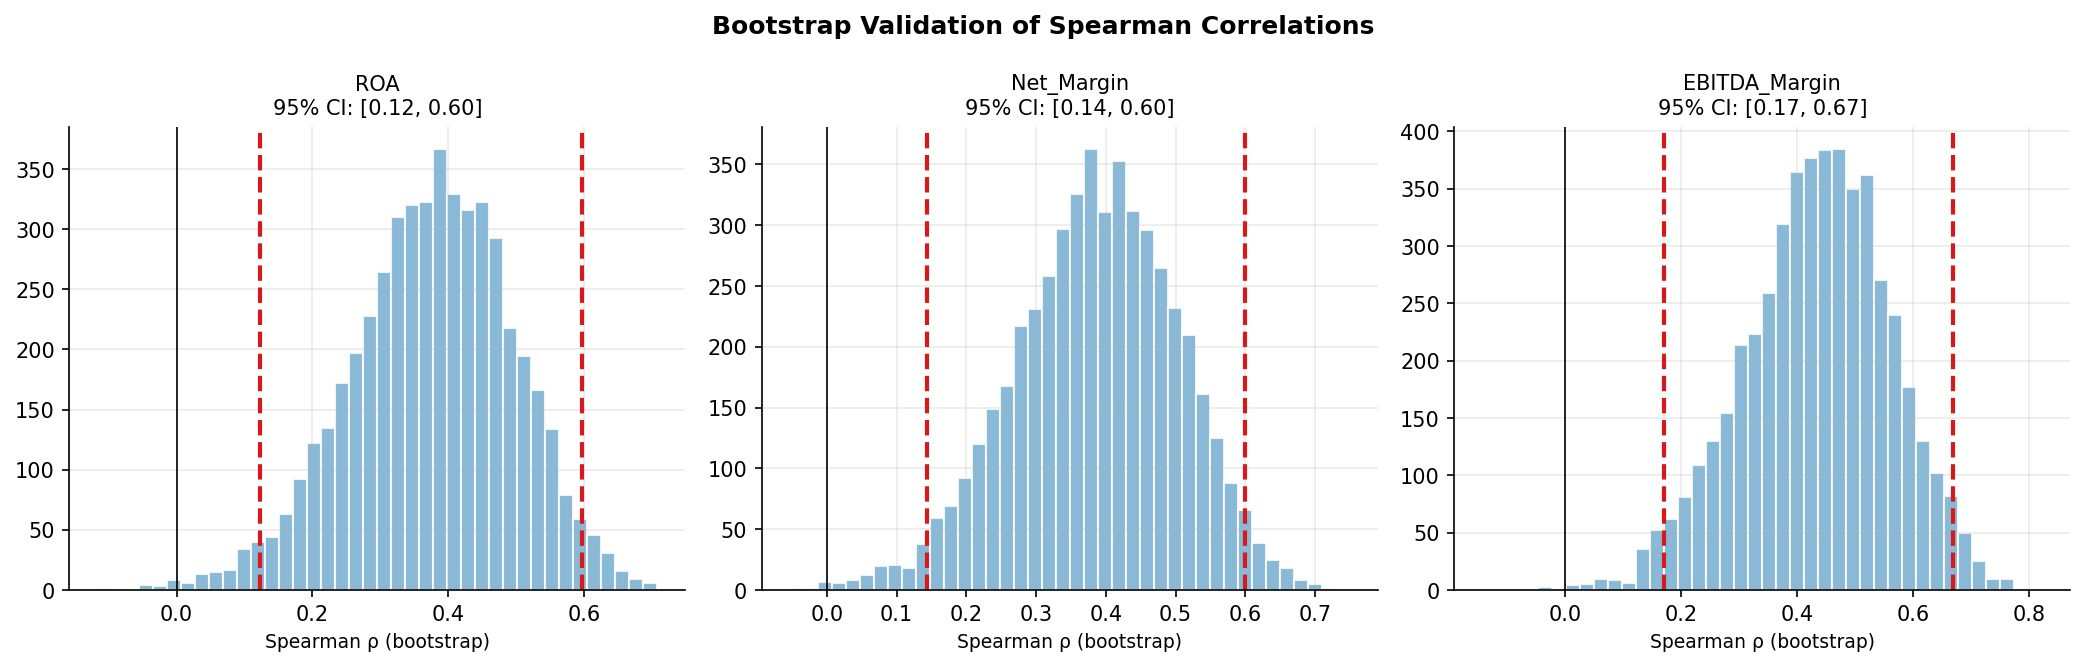 Bootstrap Validation of Spearman Correlations
ROA
95% CI: [0.12, 0.60]
350
300
250
200
150
100
50
0
0.0 0.2 0.4 0.6
Spearman ρ (bootstrap)
Net_Margin
95% CI: [0.14, 0.60]
350
300
250
200
150
100
50
0
0.0 0.1 0.2 0.3 0.4 0.5 0.6 0.7
Spearman ρ (bootstrap)
EBITDA_Margin
95% CI: [0.17, 0.67]
400
350
300
250
200
150
100
50
0
0.0 0.2 0.4 0.6 0.8
Spearman ρ (bootstrap)